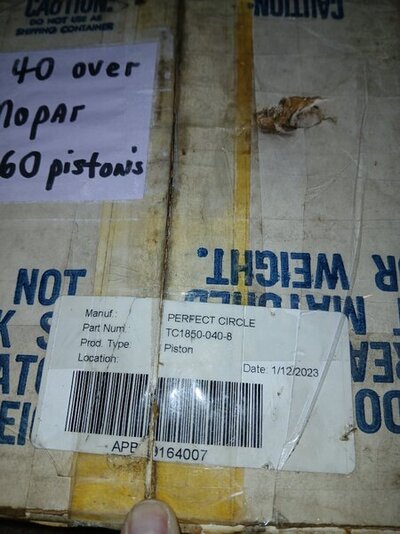 CAUTION
DO NOT USE AS
SHIPPING CONTAINER
CAUTION.
40 over
Mopar
60 pistons
NOT
MATCHED
WEIGHT.
Manuf.: PERFECT CIRCLE
Part Num.: TC1850-040-8
Prod. Type: Piston
Location:
Date: 1/12/2023
9164007